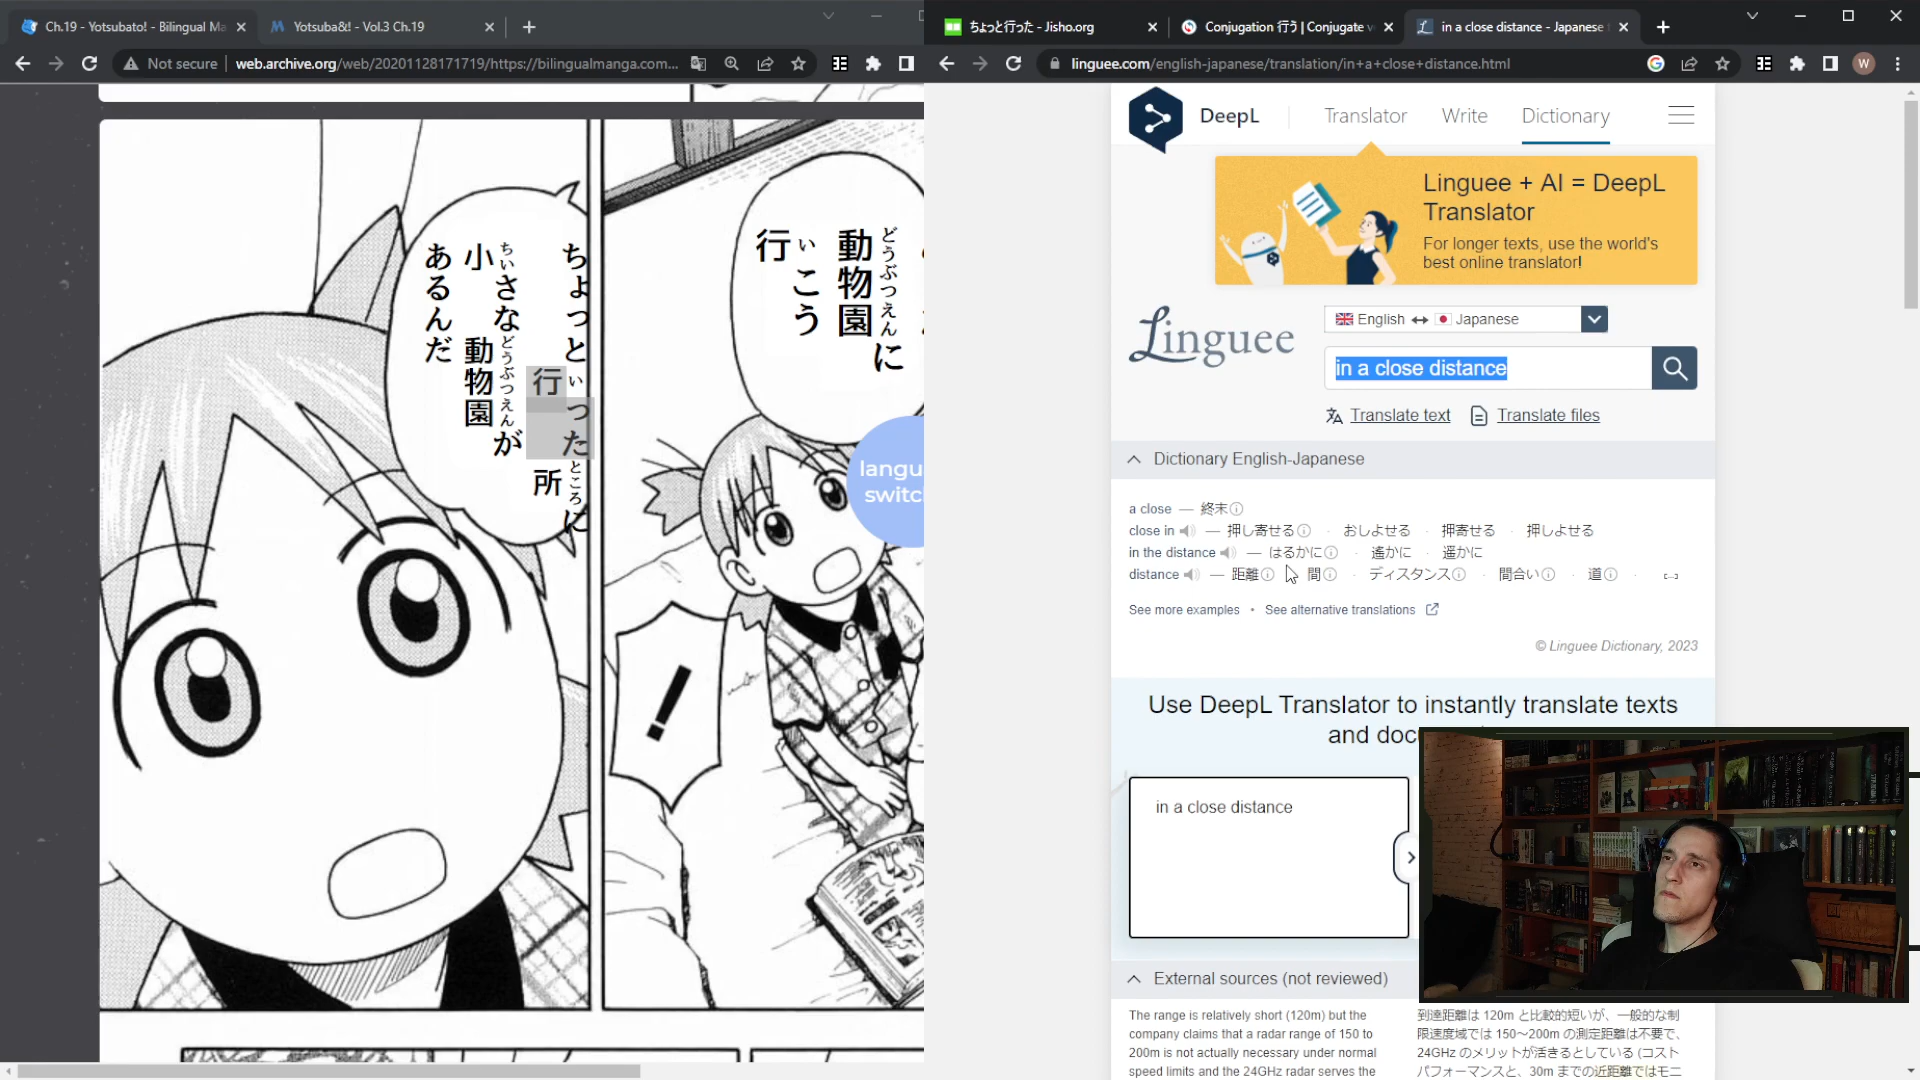 Ch.19 - Yotsubato! - Bilingual Ma
Yotsuba&! - Vol.3 Ch.19
Not secure
web.archive.org/web/20201128171719/https://bilingualmanga.com...
どうぶつえん
動物園に
行こう
い
ちょっと行った所に
い
ところ
小さな動物園が
ちい
どうぶつえん
あるんだ
!
langu
switc
ちょっと行った - Jisho.org
Conjugation 行う | Conjugate v
in a close distance - Japanese
linguee.com/english-japanese/translation/in+a+close+distance.html
W
DeepL
Translator
Write
Dictionary
Linguee + AI = DeepL
Translator
For longer texts, use the world's
best online translator!
Linguee
English ↔ Japanese
in a close distance
Translate text
Translate files
Dictionary English-Japanese
a close — 終末
close in — 押し寄せる · おしよせる · 押寄せる · 押しよせる
in the distance — はるかに · 遙かに · 遥かに
distance — 距離 · 間 · ディスタンス · 間合い · 道 ·
See more examples • See alternative translations
© Linguee Dictionary, 2023
Use DeepL Translator to instantly translate texts
and doc
in a close distance
External sources (not reviewed)
The range is relatively short (120m) but the
company claims that a radar range of 150 to
200m is not actually necessary under normal
speed limits and the 24GHz radar serves the
到達距離は 120m と比較的短いが、一般的な制
限速度域では 150～200m の測定距離は不要で、
24GHz のメリットが活きるとしている (コスト
パフォーマンスと、30m までの近距離ではモニ